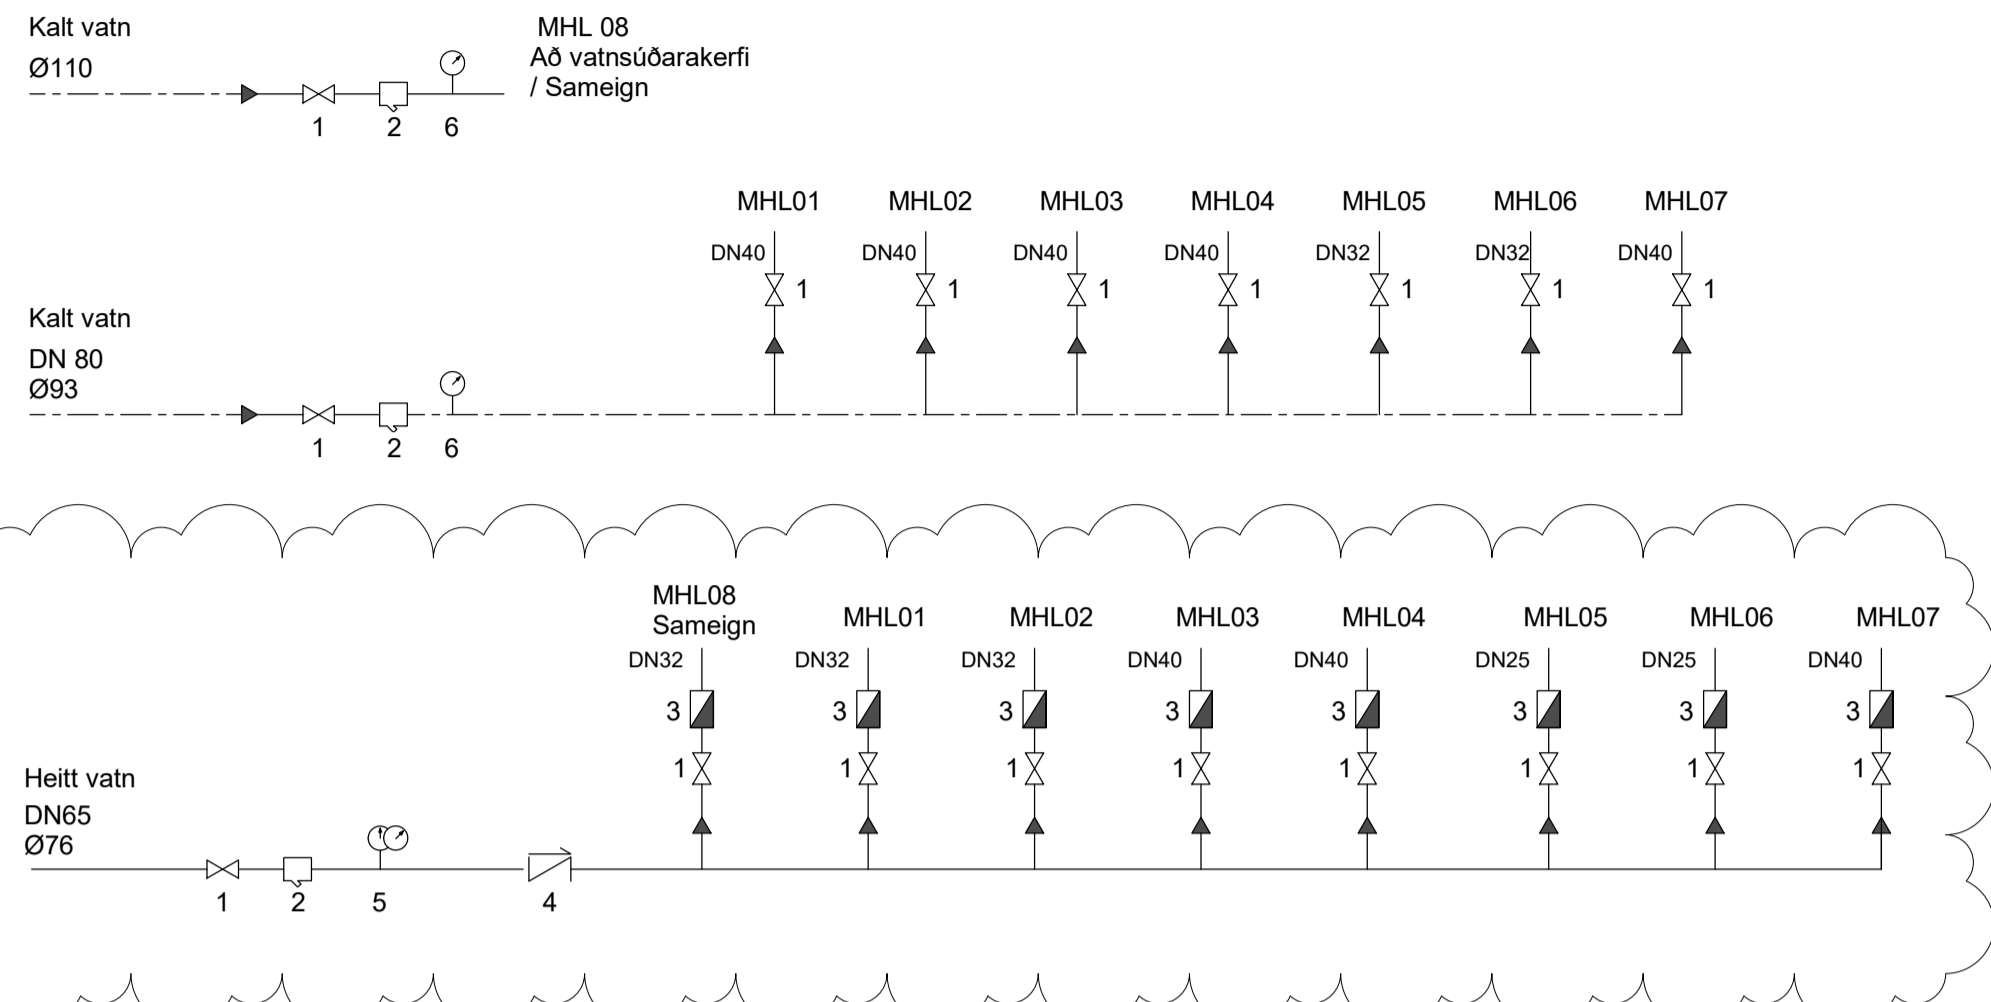 Kalt vatn
Ø110
MHL 08
Að vatnsúðarakerfi
/ Sameign
1 2 6
MHL01 MHL02 MHL03 MHL04 MHL05 MHL06 MHL07
DN40 DN40 DN40 DN40 DN32 DN32 DN40
1 1 1 1 1 1 1
Kalt vatn
DN 80
Ø93
1 2 6
MHL08
Sameign
MHL01 MHL02 MHL03 MHL04 MHL05 MHL06 MHL07
DN32 DN32 DN32 DN40 DN40 DN25 DN25 DN40
3 3 3 3 3 3 3 3
1 1 1 1 1 1 1 1
Heitt vatn
DN65
Ø76
1 2 5 4